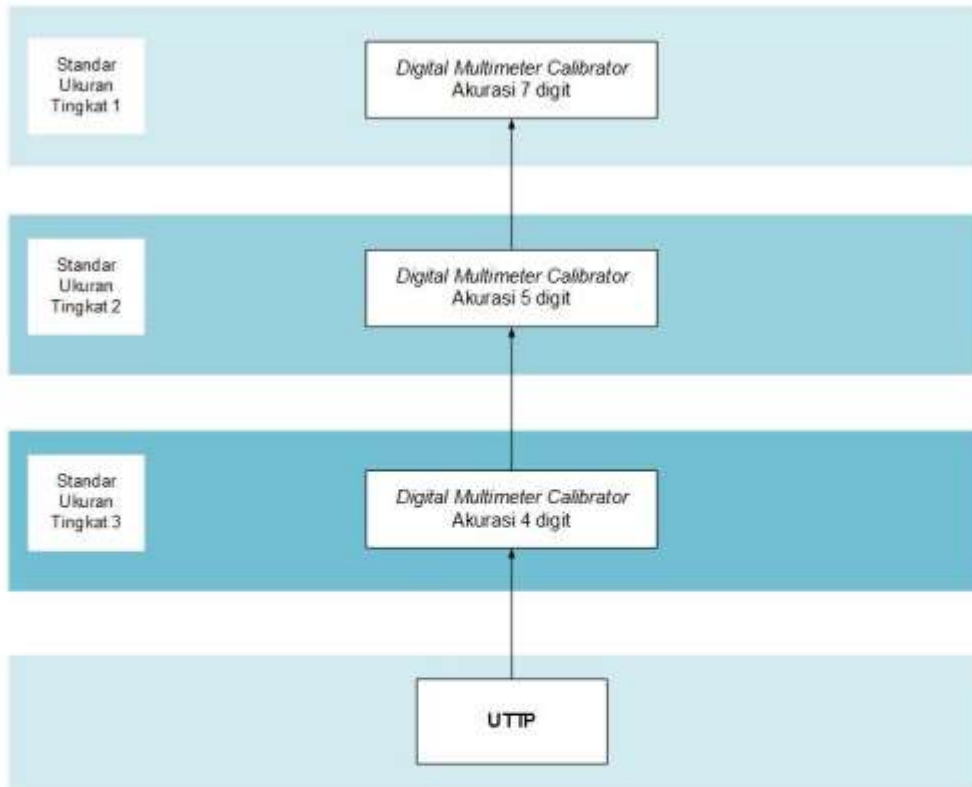 Standar
Ukuran
Tingkat 1
Digital Multimeter Calibrator
Akurasi 7 digit
Standar
Ukuran
Tingkat 2
Digital Multimeter Calibrator
Akurasi 5 digit
Standar
Ukuran
Tingkat 3
Digital Multimeter Calibrator
Akurasi 4 digit
UTTP